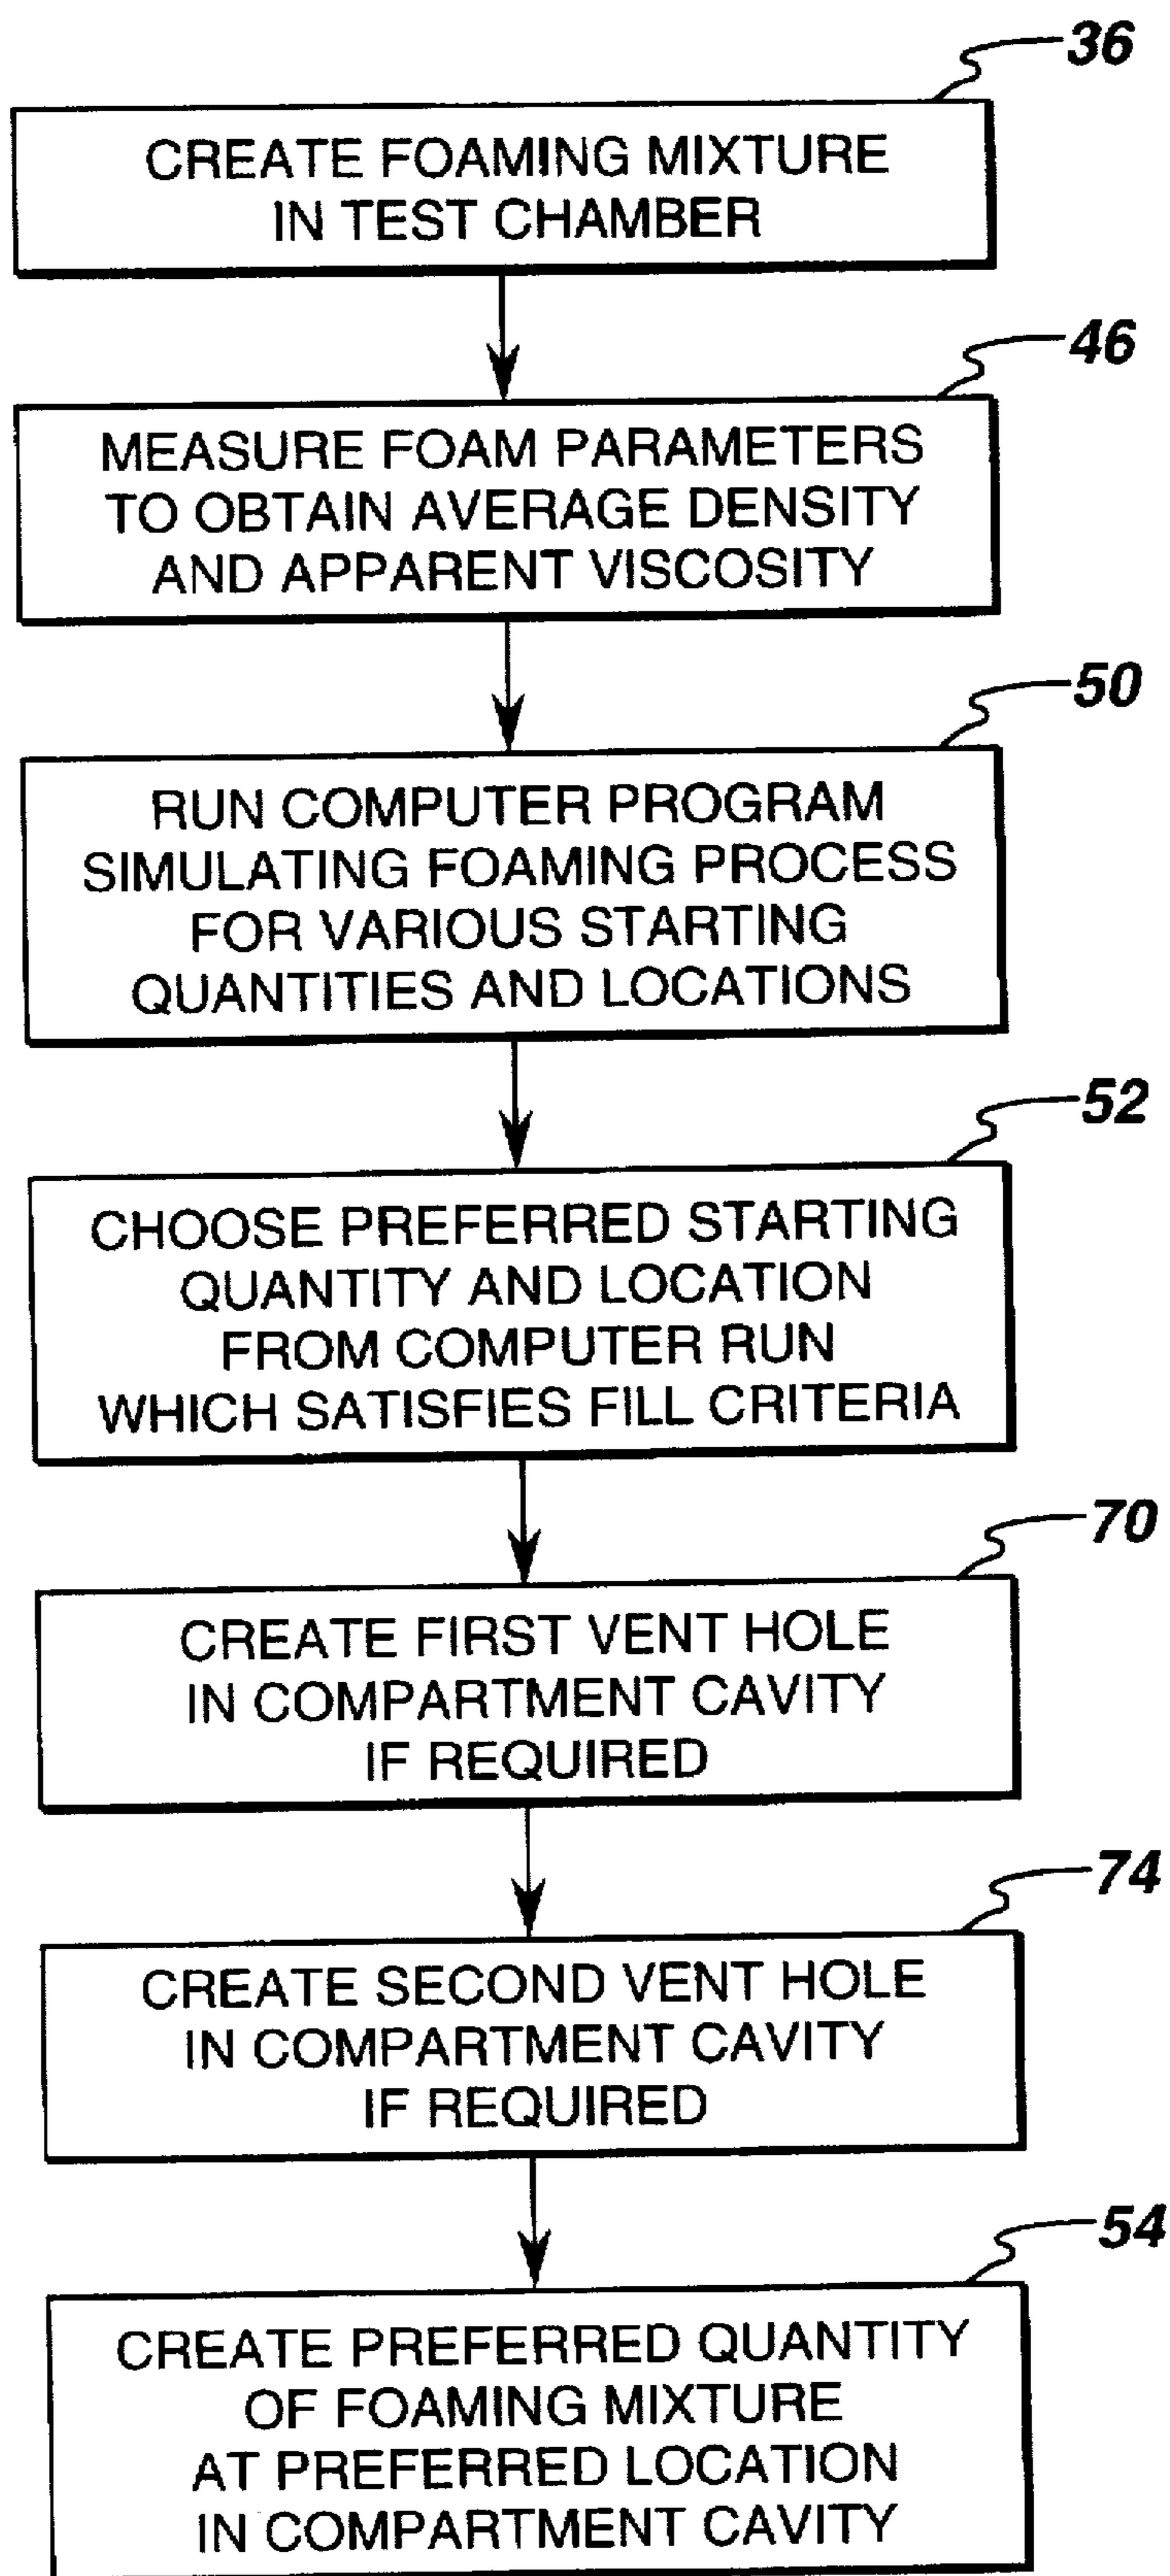 36
CREATE FOAMING MIXTURE
IN TEST CHAMBER
46
MEASURE FOAM PARAMETERS
TO OBTAIN AVERAGE DENSITY
AND APPARENT VISCOSITY
50
RUN COMPUTER PROGRAM
SIMULATING FOAMING PROCESS
FOR VARIOUS STARTING
QUANTITIES AND LOCATIONS
52
CHOOSE PREFERRED STARTING
QUANTITY AND LOCATION
FROM COMPUTER RUN
WHICH SATISFIES FILL CRITERIA
70
CREATE FIRST VENT HOLE
IN COMPARTMENT CAVITY
IF REQUIRED
74
CREATE SECOND VENT HOLE
IN COMPARTMENT CAVITY
IF REQUIRED
54
CREATE PREFERRED QUANTITY
OF FOAMING MIXTURE
AT PREFERRED LOCATION
IN COMPARTMENT CAVITY